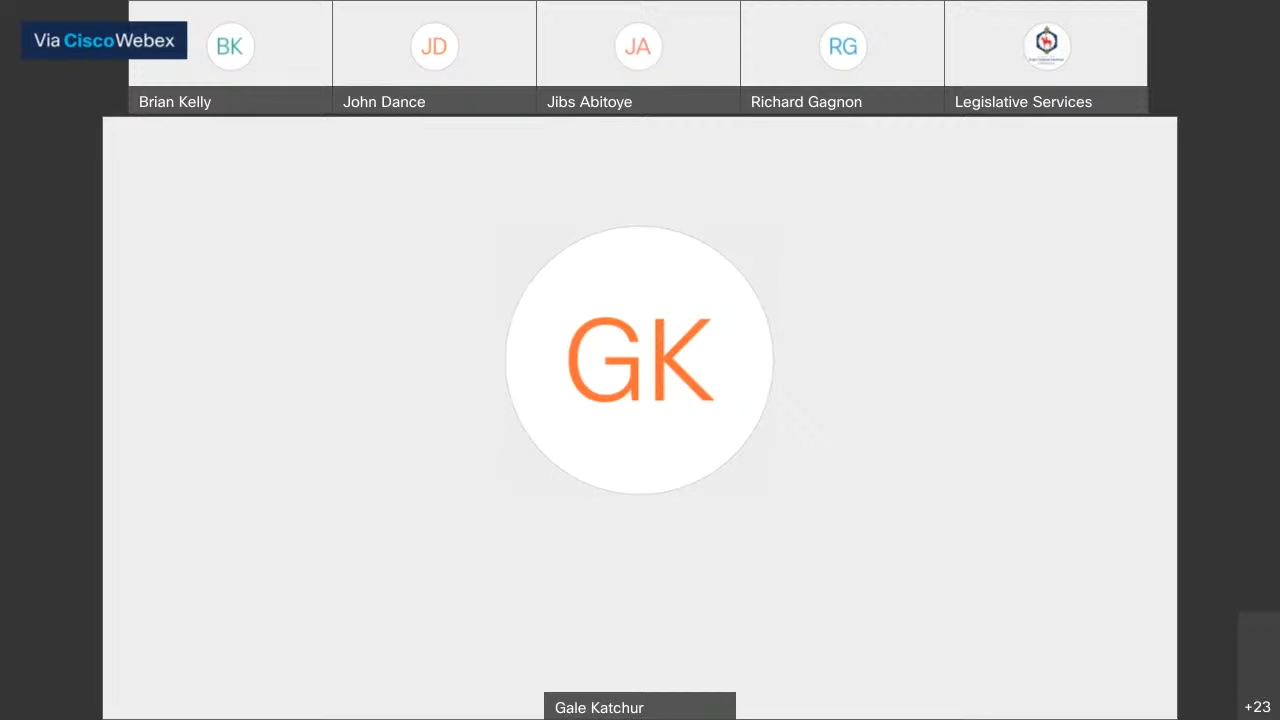 Via CiscoWebex
BK
JD
JA
RG
Brian Kelly
John Dance
Jibs Abitoye
Richard Gagnon
Legislative Services
GK
Gale Katchur
+23